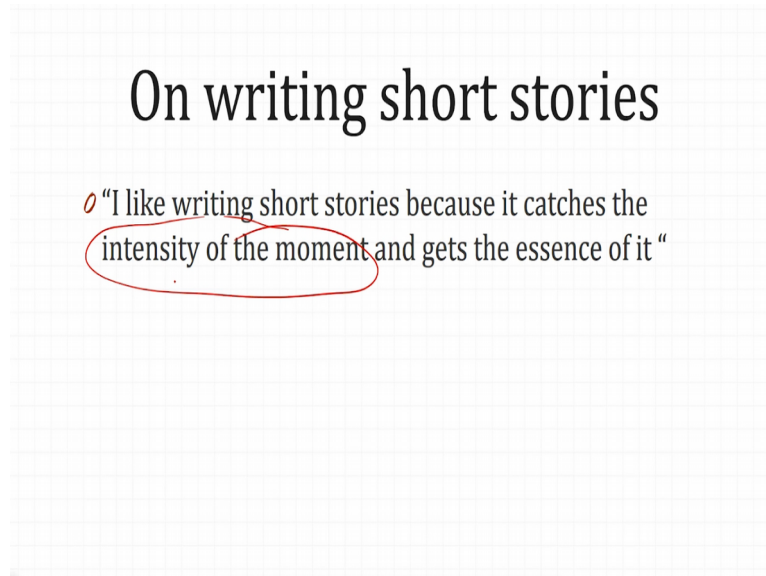 On writing short stories
“I like writing short stories because it catches the
intensity of the moment and gets the essence of it “